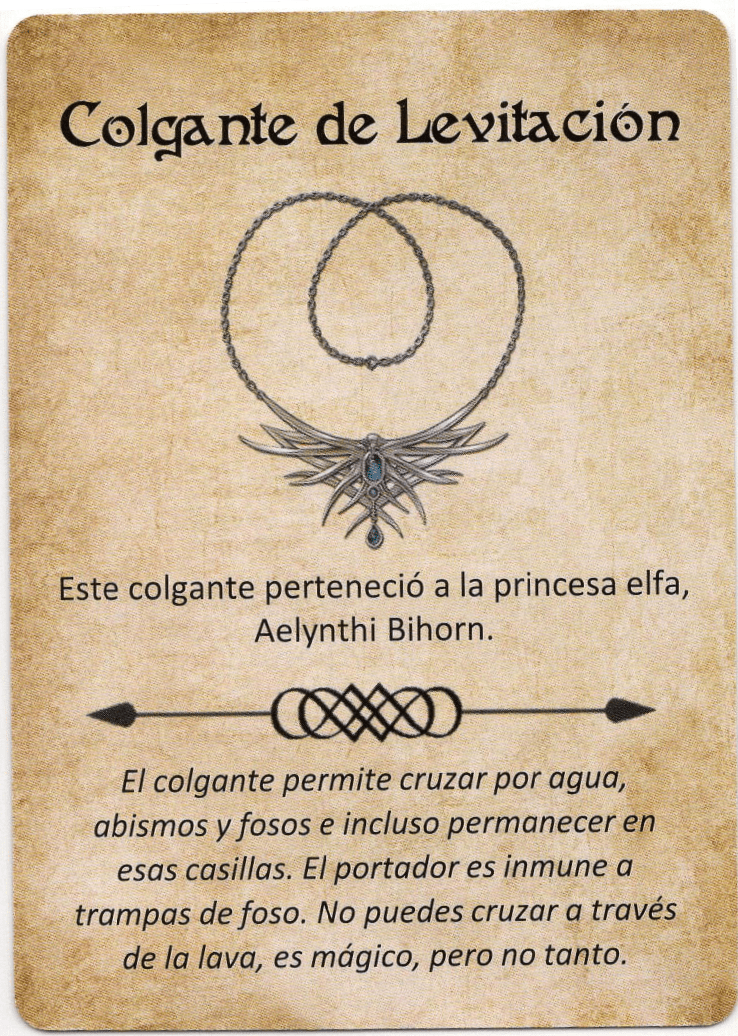 Colgante de Levitación
Este colgante perteneció a la princesa elfa,
Aelynthi Bihorn.
El colgante permite cruzar por agua,
abismos y fosos e incluso permanecer en
esas casillas. El portador es inmune a
trampas de foso. No puedes cruzar a través
de la lava, es mágico, pero no tanto.